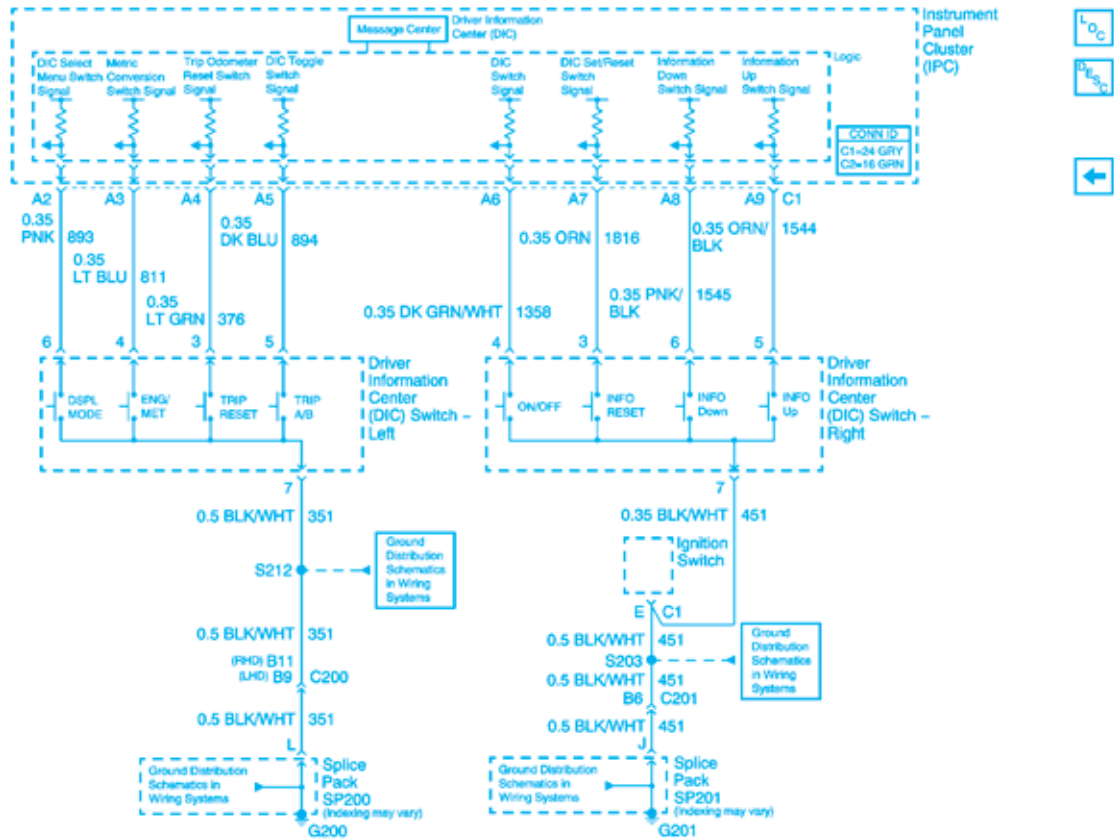 Message Center
Driver Information
Center (DIC)
Instrument
Panel
Cluster
(IPC)
LOC
DESC
DIC Select
Menu Switch
Signal
Metric
Conversion
Switch Signal
Trip Odometer
Reset Switch
Signal
DIC Toggle
Switch
Signal
DIC
Switch
Signal
DIC Set/Reset
Switch
Signal
Information
Down
Switch Signal
Information
Up
Switch Signal
Logic
CONN ID
C1=24 GRY
C2=16 GRN
A2 A3 A4 A5 A6 A7 A8 A9 C1
0.35
PNK 893
0.35
LT BLU 811
0.35
LT GRN 376
0.35
DK BLU 894
0.35 DK GRN/WHT 1358
0.35 ORN 1816
0.35 PNK/
BLK 1545
0.35 ORN/
BLK 1544
6 4 3 5 4 3 6 5
DSPL
MODE
ENG/
MET
TRIP
RESET
TRIP
A/B
Driver
Information
Center
(DIC) Switch –
Left
ON/OFF
INFO
RESET
INFO
Down
INFO
Up
Driver
Information
Center
(DIC) Switch –
Right
7
0.5 BLK/WHT 351
S212
Ground
Distribution
Schematics
in Wiring
Systems
0.5 BLK/WHT 351
(RHD) B11
(LHD) B9 C200
0.5 BLK/WHT 351
L
Ground Distribution
Schematics in
Wiring Systems
Splice
Pack
SP200
(Indexing may vary)
G200
7
0.35 BLK/WHT 451
Ignition
Switch
E C1
0.5 BLK/WHT 451
S203
Ground
Distribution
Schematics
in Wiring
Systems
0.5 BLK/WHT 451
B6 C201
0.5 BLK/WHT 451
J
Ground Distribution
Schematics in
Wiring Systems
Splice
Pack
SP201
(Indexing may vary)
G201